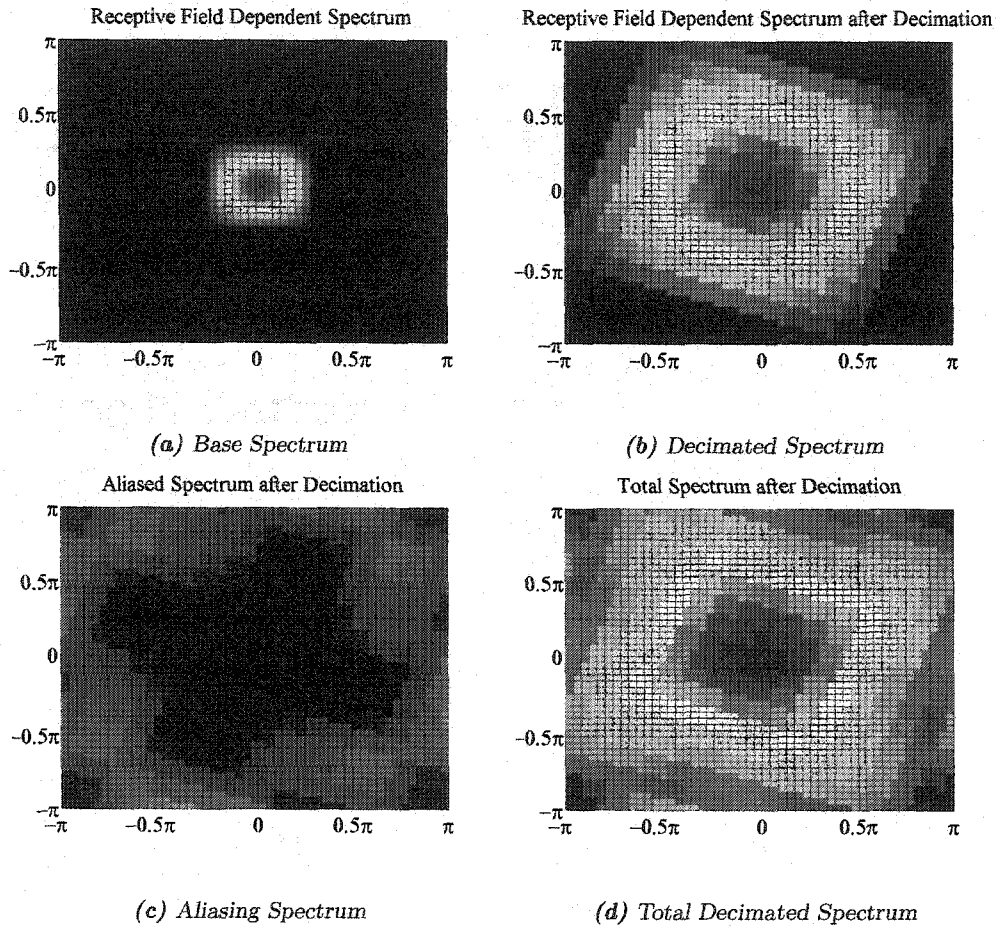 Receptive Field Dependent Spectrum
π
0.5π
0
−0.5π
−π
−π −0.5π 0 0.5π π
(a) Base Spectrum
Receptive Field Dependent Spectrum after Decimation
π
0.5π
0
−0.5π
−π
−π −0.5π 0 0.5π π
(b) Decimated Spectrum
Aliased Spectrum after Decimation
π
0.5π
0
−0.5π
−π
−π −0.5π 0 0.5π π
(c) Aliasing Spectrum
Total Spectrum after Decimation
π
0.5π
0
−0.5π
−π
−π −0.5π 0 0.5π π
(d) Total Decimated Spectrum